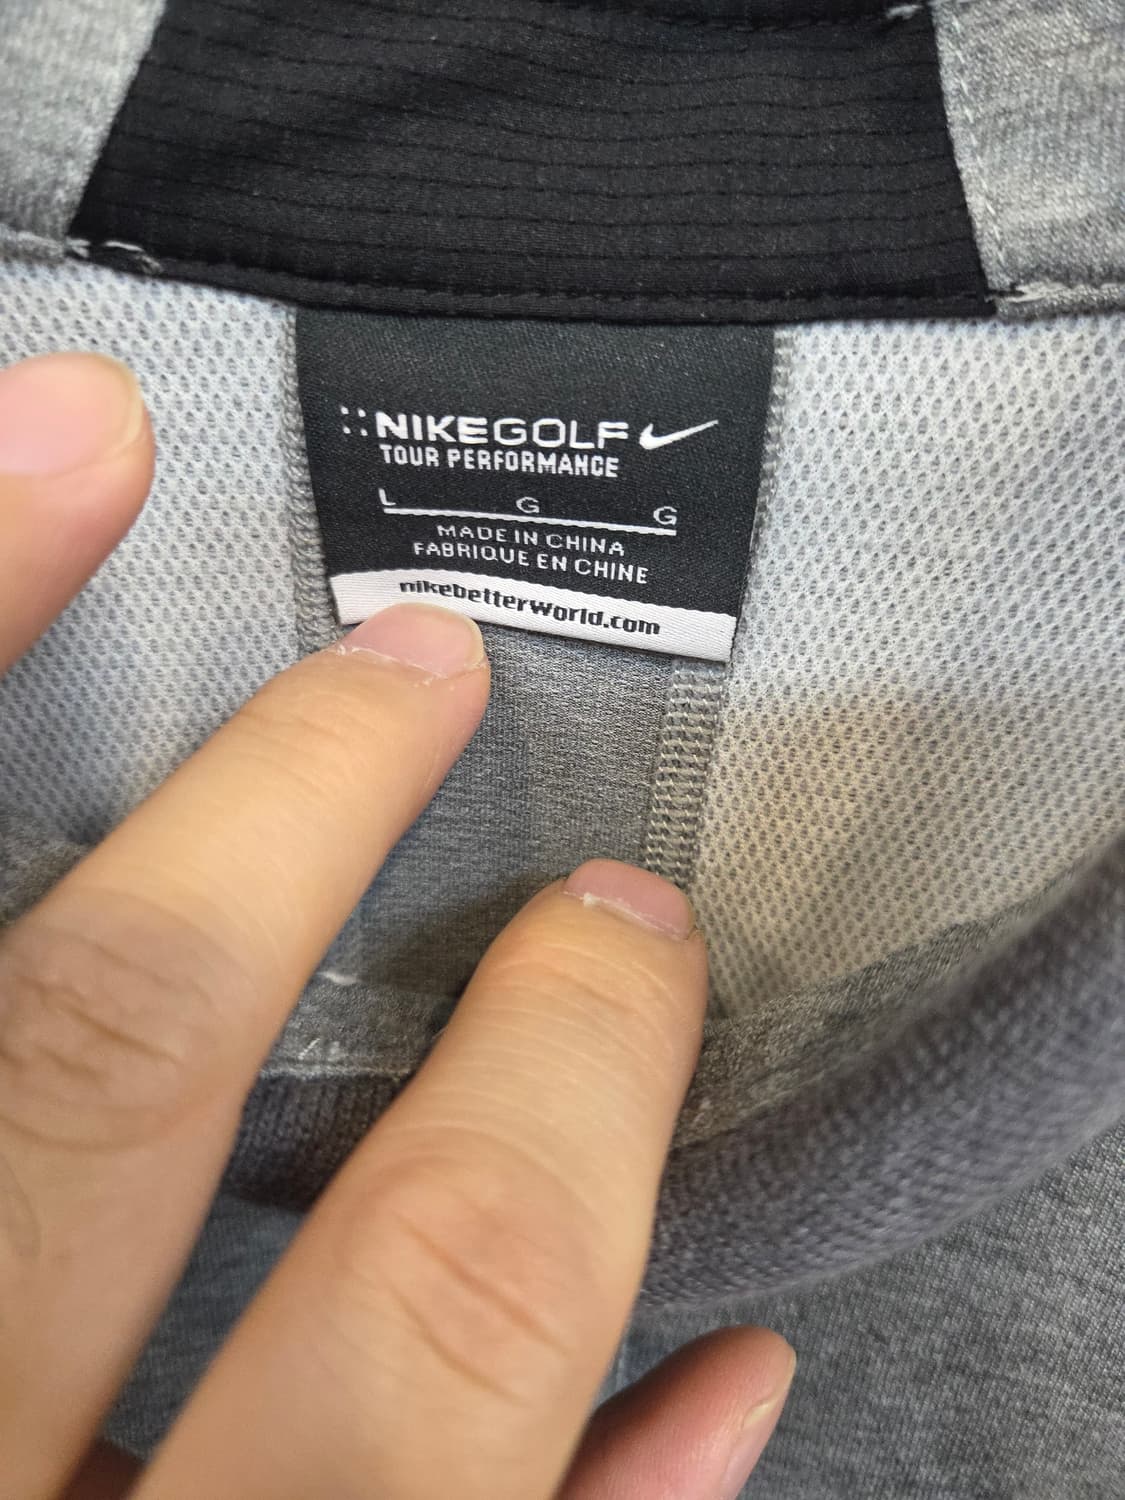 NIKEGOLF
TOUR PERFORMANCE
L G G
MADE IN CHINA
FABRIQUE EN CHINE
nikebetterworld.com